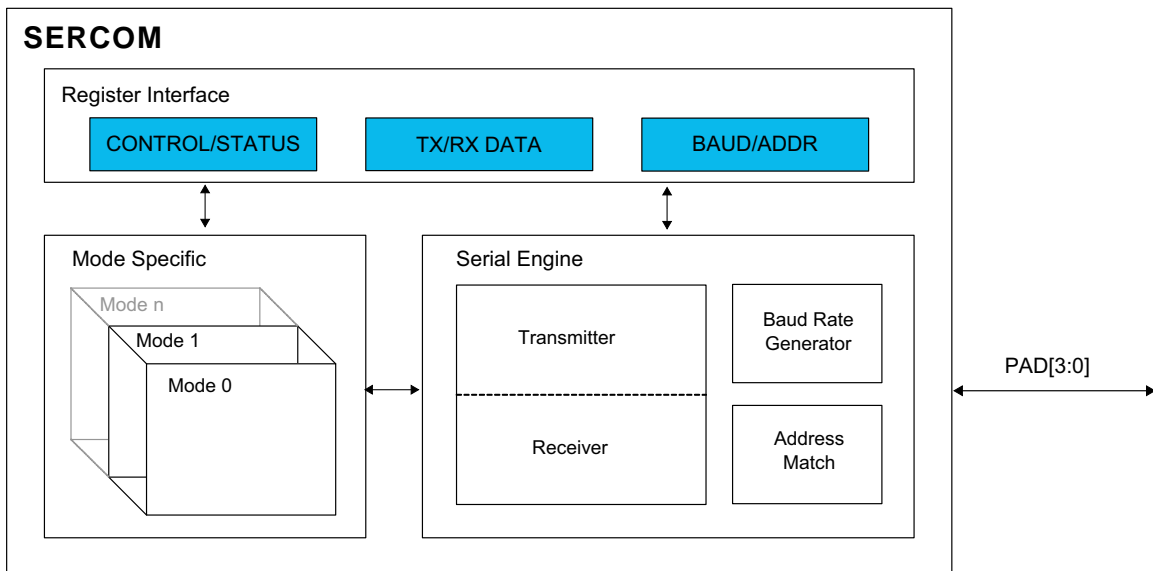 SERCOM
Register Interface
CONTROL/STATUS
TX/RX DATA
BAUD/ADDR
Mode Specific
Mode n
Mode 1
Mode 0
Serial Engine
Transmitter
Receiver
Baud Rate
Generator
Address
Match
PAD[3:0]